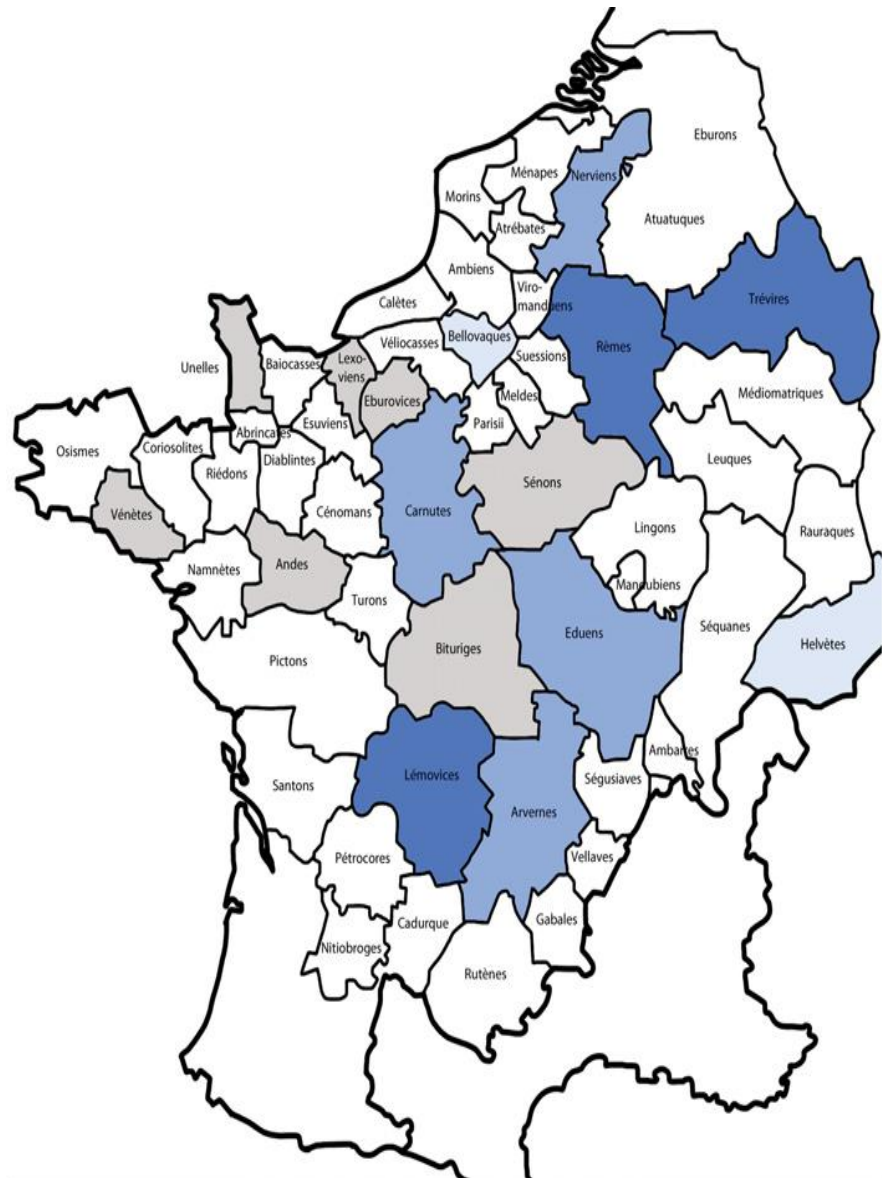 Eburons
Ménapes
Nerviens
Morins
Atuatuques
Atrébates
Ambiens
Viro-
manduens
Trévires
Calètes
Bellovaques
Véliocasses
Rèmes
Suessions
Lexo-
viens
Baiocasses
Unelles
Médiomatriques
Eburovices
Meldes
Parisii
Esuviens
Abrincates
Coriosolites
Osismes
Diablintes
Riédons
Leuques
Sénons
Vénètes
Cénomans
Carnutes
Lingons
Rauraques
Andes
Namnètes
Mandubiens
Turons
Séquanes
Eduens
Helvètes
Bituriges
Pictons
Ambarres
Lémovices
Ségusiaves
Santons
Arvernes
Pétrocores
Vellaves
Cadurque
Gabales
Nitiobroges
Rutènes